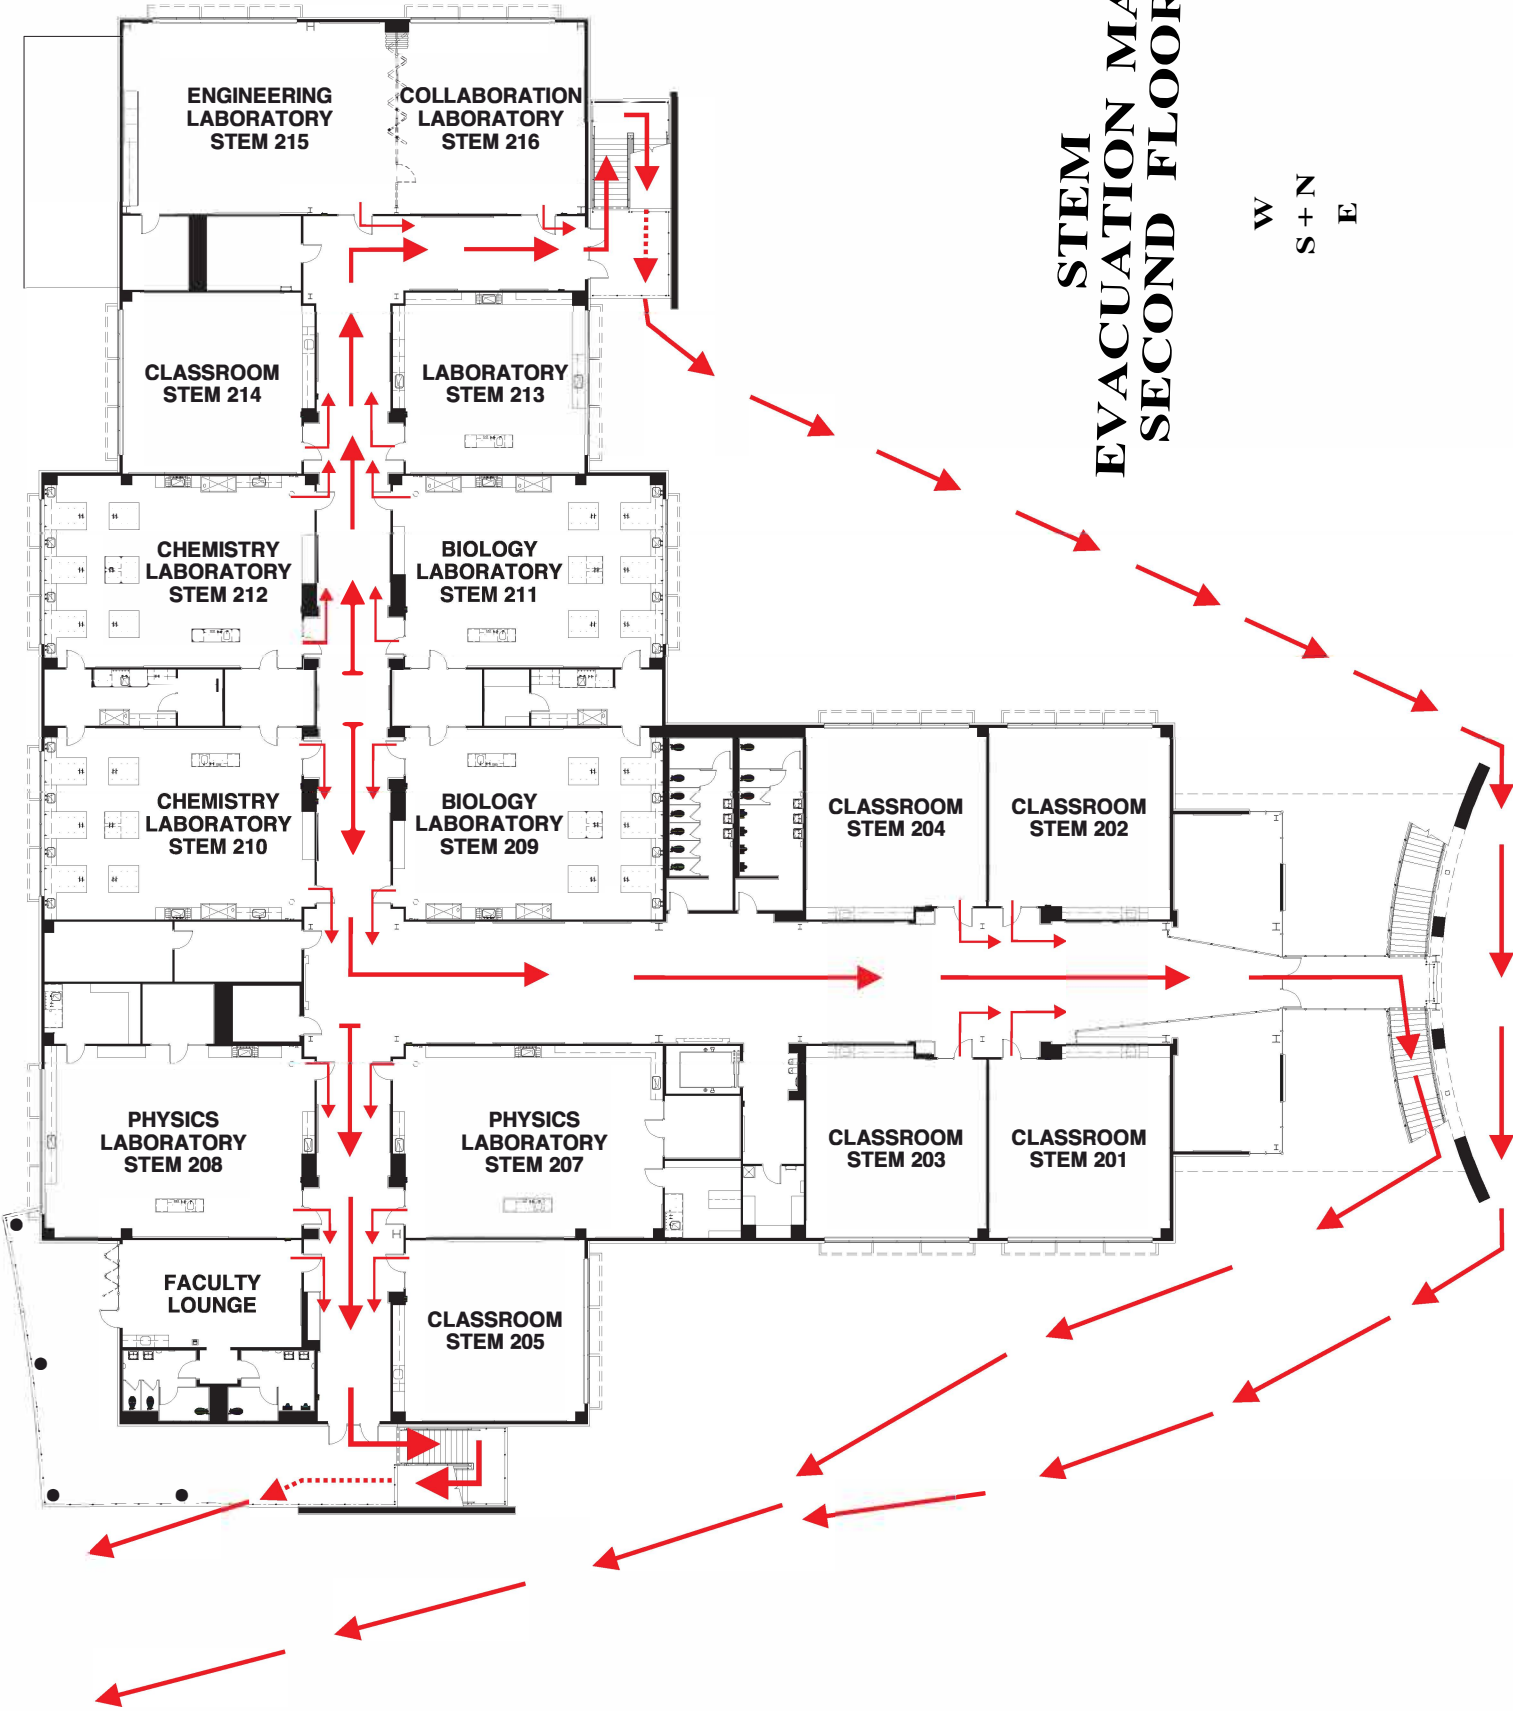 STEM
EVACUATION MA
SECOND FLOOR
W
S + N
E
ENGINEERING
LABORATORY
STEM 215
COLLABORATION
LABORATORY
STEM 216
CLASSROOM
STEM 214
LABORATORY
STEM 213
CHEMISTRY
LABORATORY
STEM 212
BIOLOGY
LABORATORY
STEM 211
CHEMISTRY
LABORATORY
STEM 210
BIOLOGY
LABORATORY
STEM 209
CLASSROOM
STEM 204
CLASSROOM
STEM 202
PHYSICS
LABORATORY
STEM 208
PHYSICS
LABORATORY
STEM 207
CLASSROOM
STEM 203
CLASSROOM
STEM 201
FACULTY
LOUNGE
CLASSROOM
STEM 205